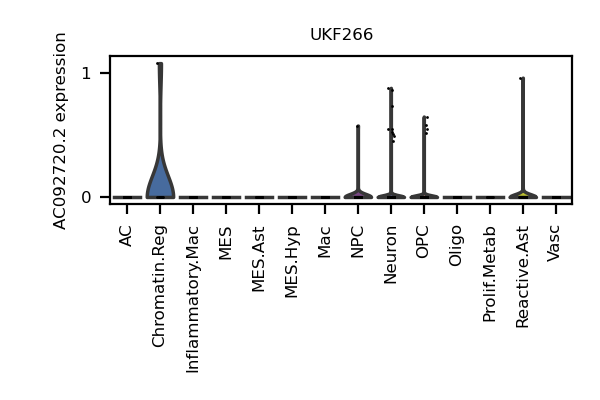 UKF266
AC092720.2 expression
1
0
AC
Chromatin.Reg
Inflammatory.Mac
MES
MES.Ast
MES.Hyp
Mac
NPC
Neuron
OPC
Oligo
Prolif.Metab
Reactive.Ast
Vasc